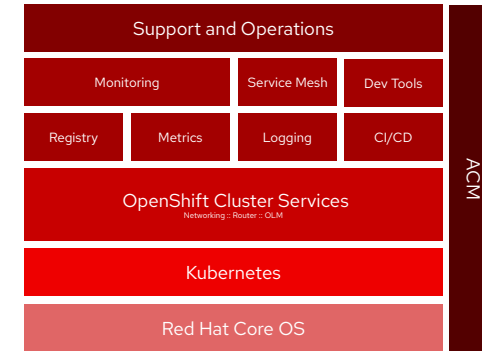 Support and Operations
Monitoring
Service Mesh
Dev Tools
Registry
Metrics
Logging
CI/CD
OpenShift Cluster Services
Networking :: Router :: OLM
Kubernetes
Red Hat Core OS
ACM